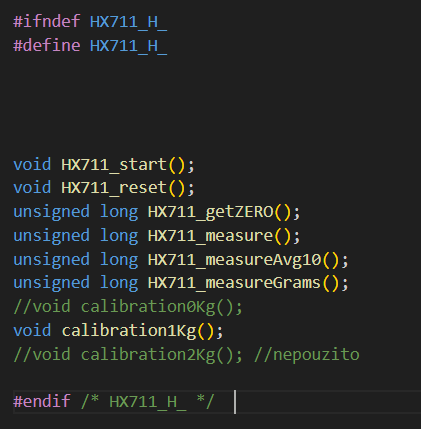 #ifndef HX711_H_
#define HX711_H_
void HX711_start();
void HX711_reset();
unsigned long HX711_getZERO();
unsigned long HX711_measure();
unsigned long HX711_measureAvg10();
unsigned long HX711_measureGrams();
//void calibration0Kg();
void calibration1Kg();
//void calibration2Kg(); //nepouzito
#endif /* HX711_H_ */